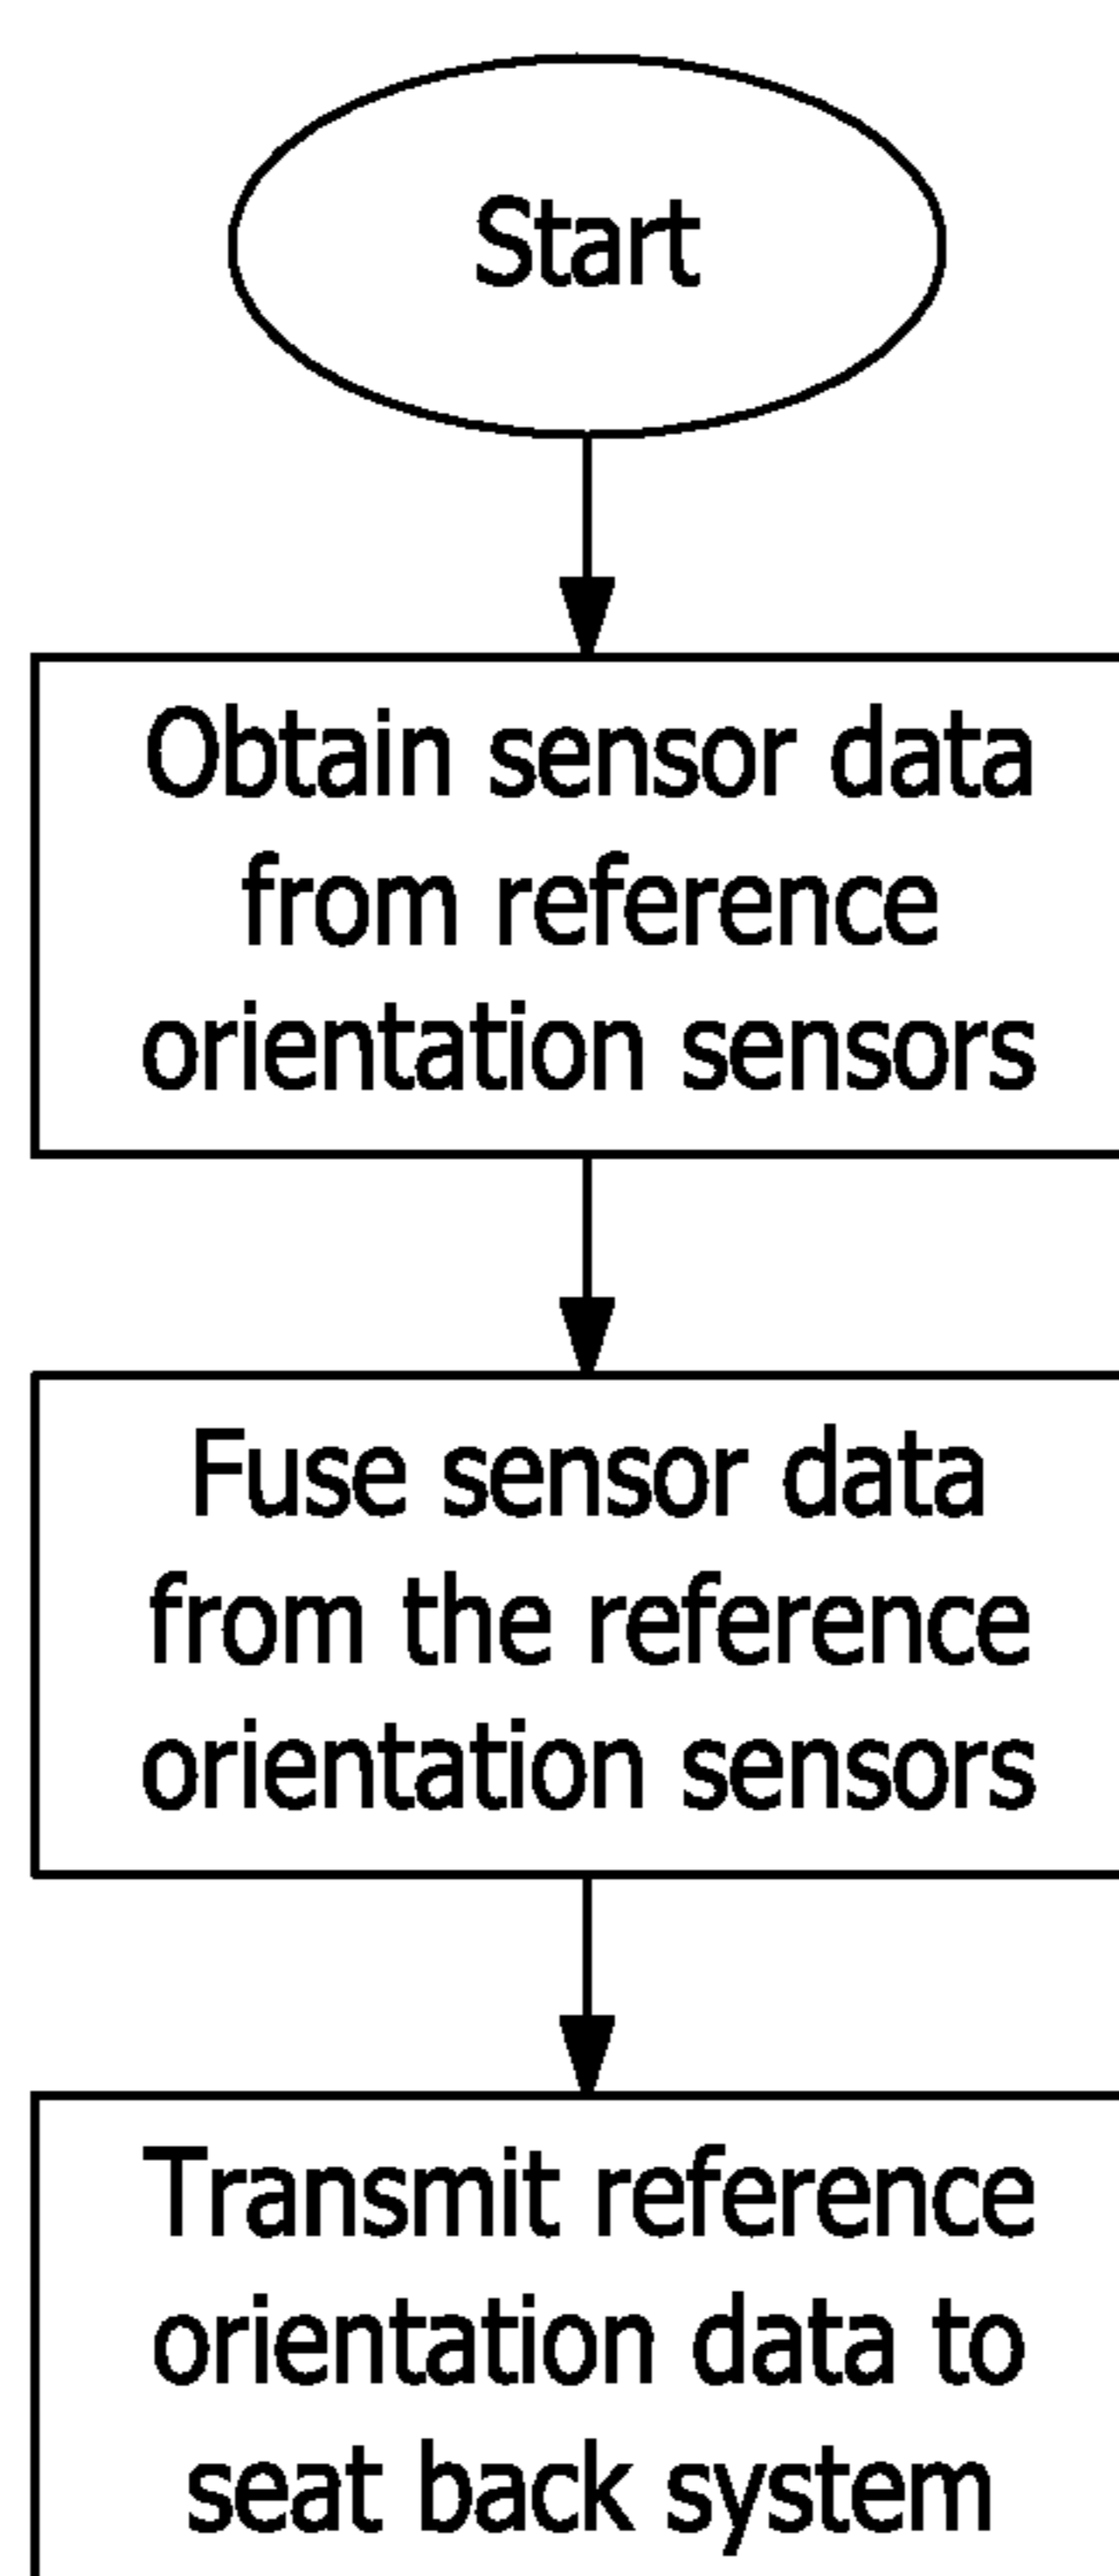 Start
Obtain sensor data
from reference
orientation sensors
Fuse sensor data
from the reference
orientation sensors
Transmit reference
orientation data to
seat back system